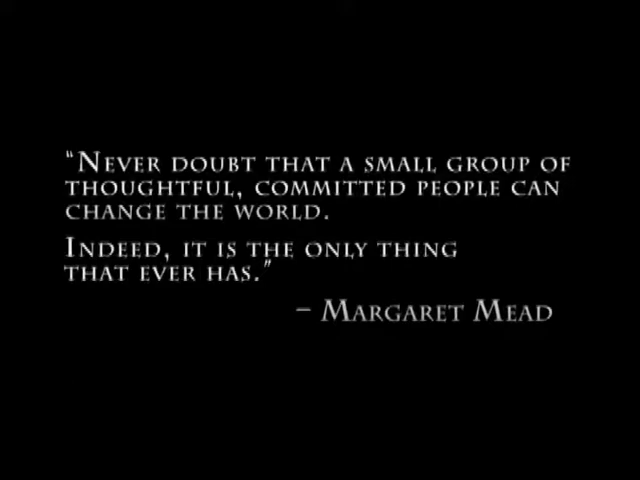 “Never doubt that a small group of
thoughtful, committed people can
change the world.
Indeed, it is the only thing
that ever has.”
– Margaret Mead